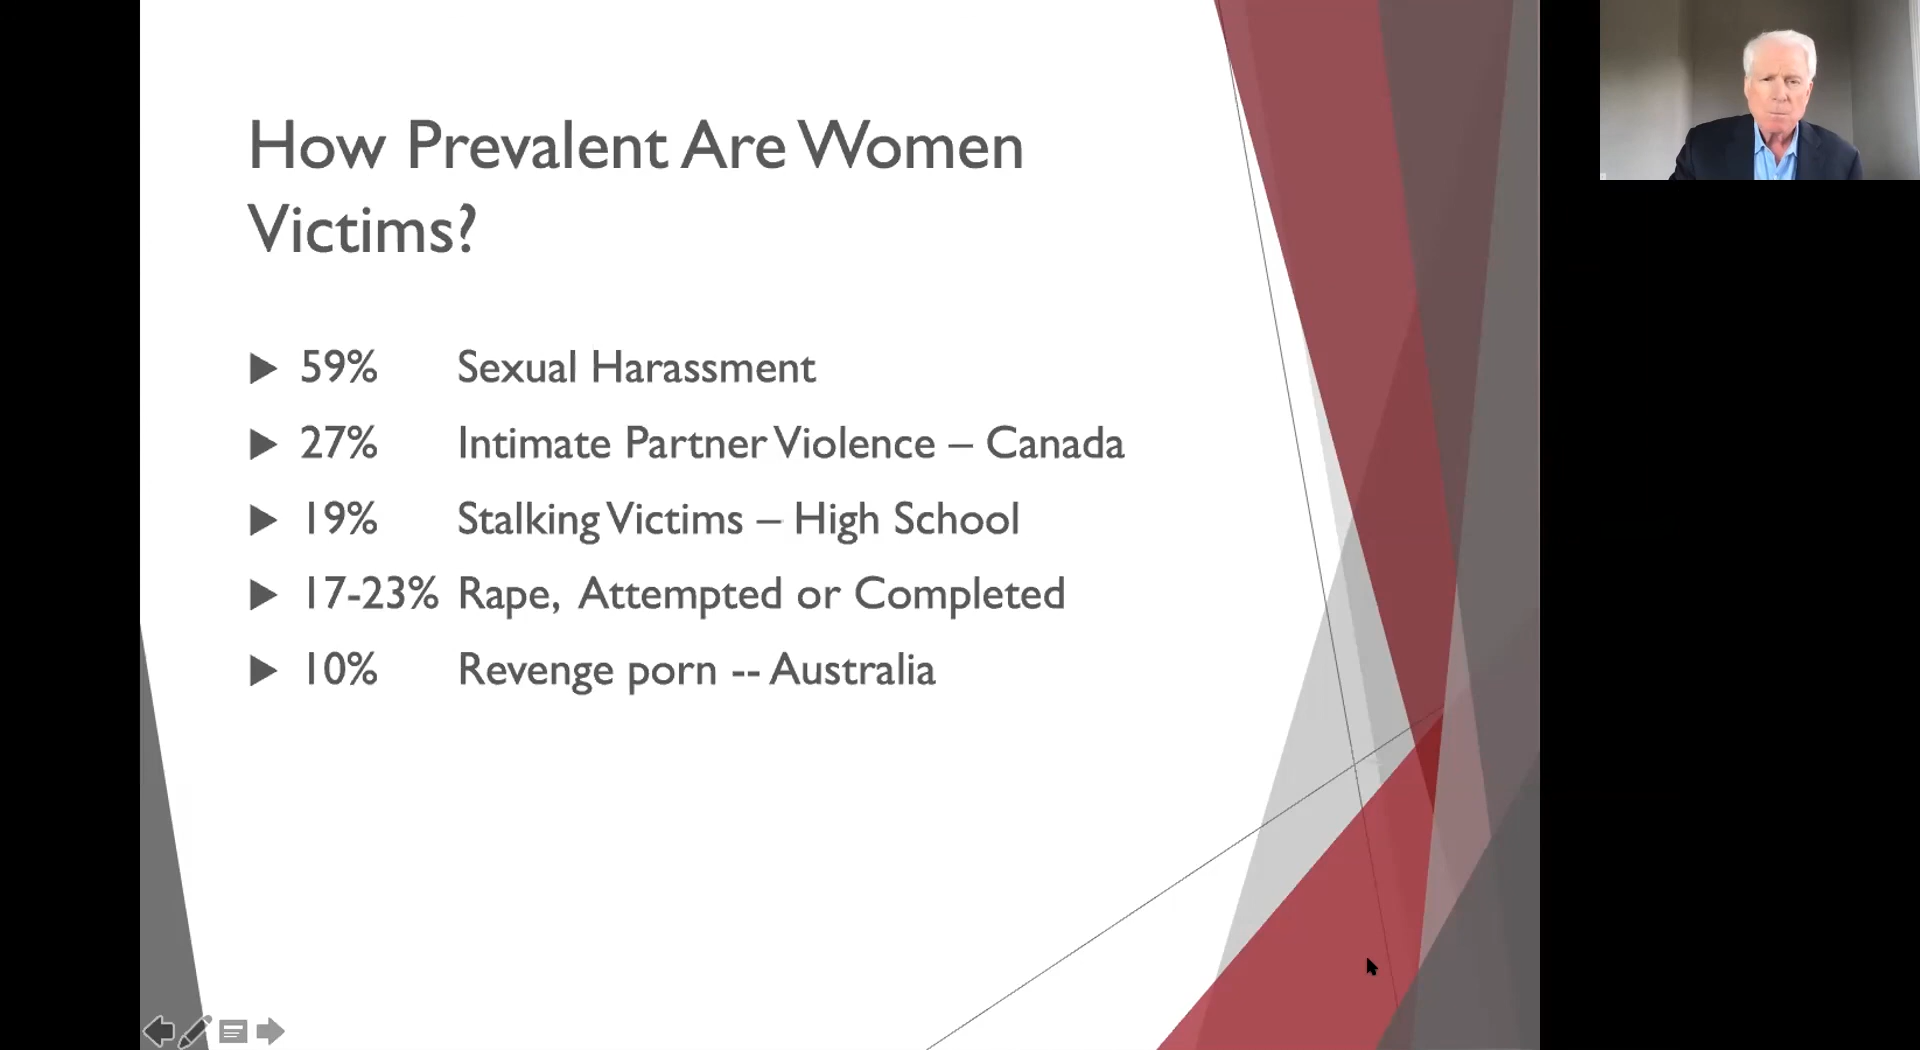 How Prevalent Are Women
Victims?
59% Sexual Harassment
27% Intimate Partner Violence – Canada
19% Stalking Victims – High School
17-23% Rape, Attempted or Completed
10% Revenge porn -- Australia